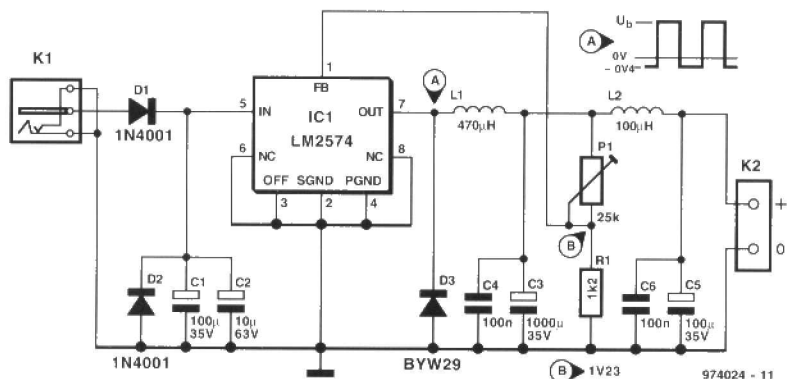 K1
D1
1N4001
5
IN
1
FB
IC1
LM2574
OUT
7
6
NC
NC
8
OFF
SGND
PGND
3
2
4
A
L1
470µH
L2
100µH
A
Ub
0V
- 0V4
P1
25k
B
R1
1k2
K2
+
0
D2
1N4001
C1
100µ
35V
C2
10µ
63V
D3
BYW29
C4
100n
C3
1000µ
35V
C6
100n
C5
100µ
35V
B 1V23
974024 - 11